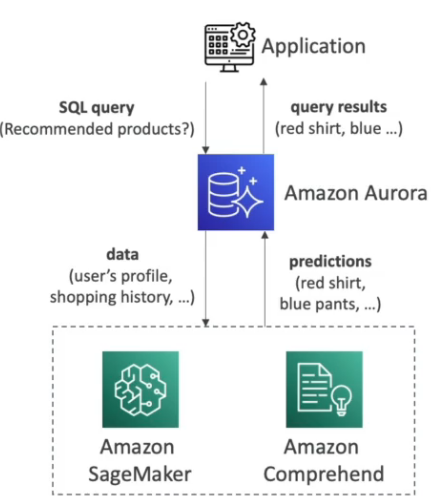 Application
SQL query
(Recommended products?)
query results
(red shirt, blue ...)
Amazon Aurora
data
(user's profile,
shopping history, ...)
predictions
(red shirt,
blue pants, ...)
Amazon
SageMaker
Amazon
Comprehend